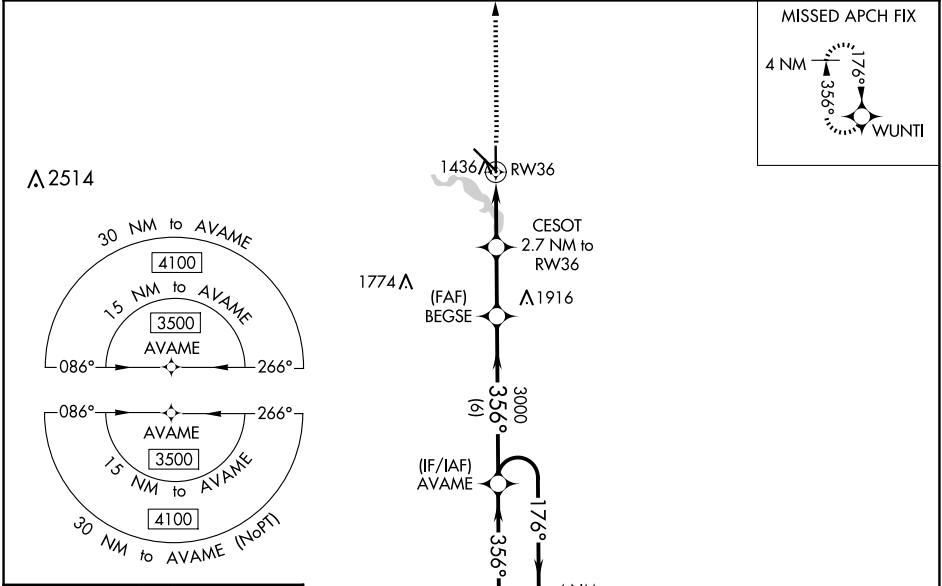 MISSED APCH FIX
4 NM
176°
356°
WUNTI
2514
1436
RW36
CESOT
2.7 NM to
RW36
1774
(FAF)
BEGSE
1916
30 NM to AVAME
4100
15 NM to AVAME
3500
AVAME
086°
266°
086°
266°
AVAME
3500
15 NM to AVAME
4100
30 NM to AVAME (NoPT)
3000
356°
(6)
(IF/IAF)
AVAME
176°
356°